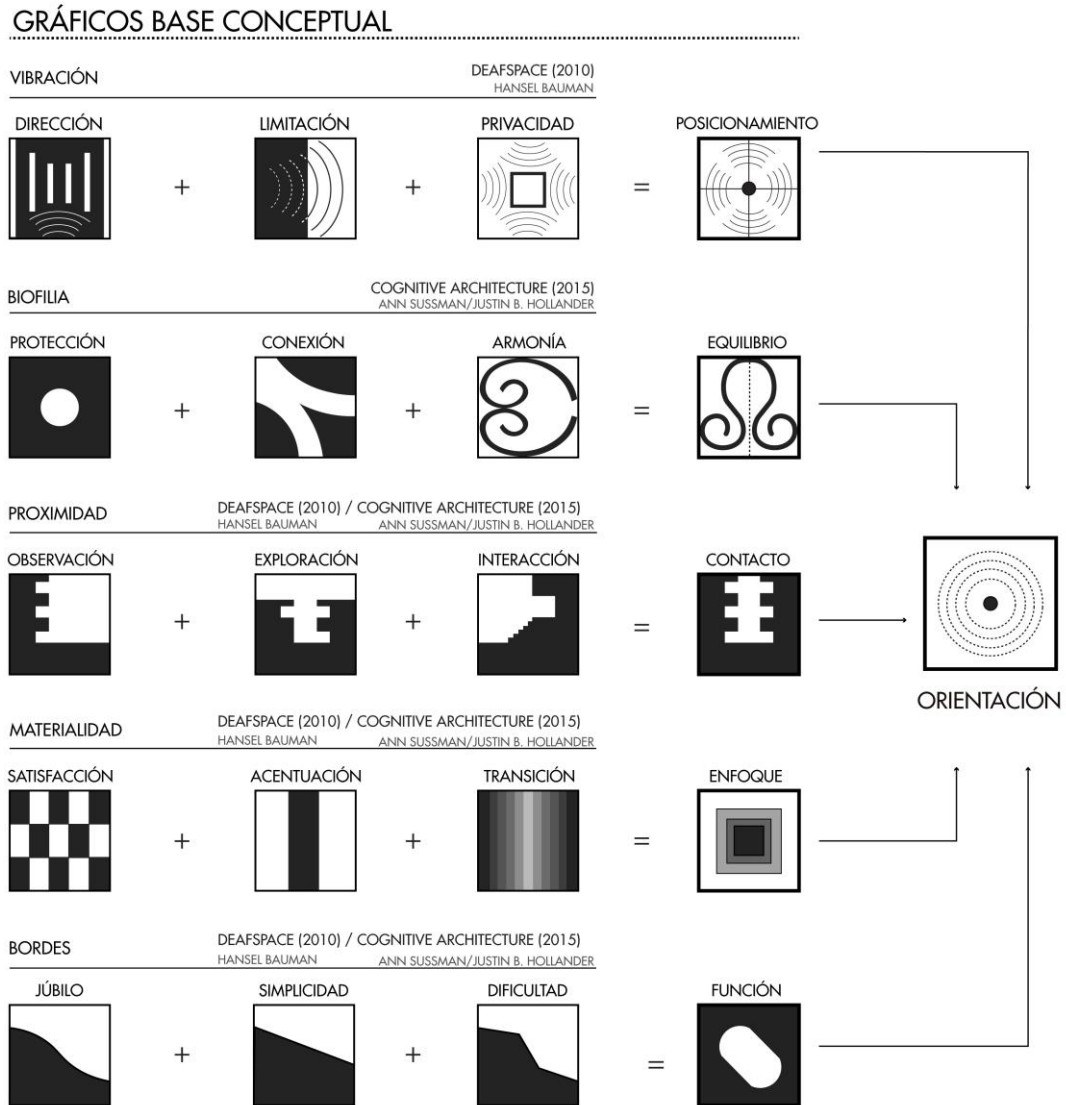 GRÁFICOS BASE CONCEPTUAL
VIBRACIÓN
DEAFSPACE (2010)
HANSEL BAUMAN
DIRECCIÓN
LIMITACIÓN
PRIVACIDAD
POSICIONAMIENTO
+
+
=
BIOFILIA
COGNITIVE ARCHITECTURE (2015)
ANN SUSSMAN/JUSTIN B. HOLLANDER
PROTECCIÓN
CONEXIÓN
ARMONÍA
EQUILIBRIO
+
+
=
PROXIMIDAD
DEAFSPACE (2010) / COGNITIVE ARCHITECTURE (2015)
HANSEL BAUMAN ANN SUSSMAN/JUSTIN B. HOLLANDER
OBSERVACIÓN
EXPLORACIÓN
INTERACCIÓN
CONTACTO
+
+
=
ORIENTACIÓN
MATERIALIDAD
DEAFSPACE (2010) / COGNITIVE ARCHITECTURE (2015)
HANSEL BAUMAN ANN SUSSMAN/JUSTIN B. HOLLANDER
SATISFACCIÓN
ACENTUACIÓN
TRANSICIÓN
ENFOQUE
+
+
=
BORDES
DEAFSPACE (2010) / COGNITIVE ARCHITECTURE (2015)
HANSEL BAUMAN ANN SUSSMAN/JUSTIN B. HOLLANDER
JÚBILO
SIMPLICIDAD
DIFICULTAD
FUNCIÓN
+
+
=